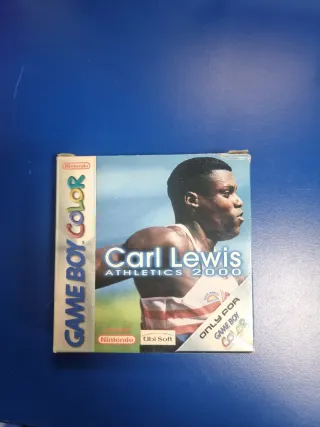 Nintendo
GAME BOY COLOR
Carl Lewis
ATHLETICS 2000
ONLY FOR
GAME BOY
COLOR
Nintendo
Ubi Soft